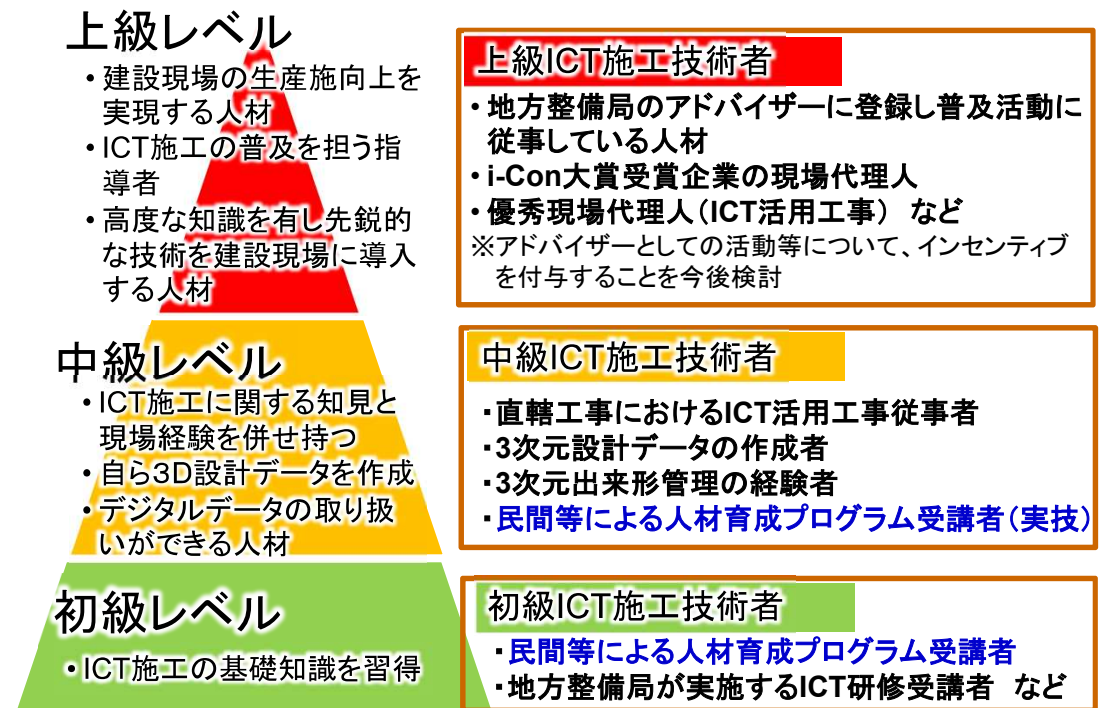 上級レベル
・建設現場の生産施向上を
実現する人材
・ICT施工の普及を担う指
導者
・高度な知識を有し先鋭的
な技術を建設現場に導入
する人材
上級ICT施工技術者
・地方整備局のアドバイザーに登録し普及活動に
従事している人材
・i-Con大賞受賞企業の現場代理人
・優秀現場代理人（ICT活用工事）　など
※アドバイザーとしての活動等について、インセンティブ
を付与することを今後検討
中級レベル
・ICT施工に関する知見と
現場経験を併せ持つ
・自ら３D設計データを作成
・デジタルデータの取り扱
いができる人材
中級ICT施工技術者
・直轄工事におけるICT活用工事従事者
・3次元設計データの作成者
・3次元出来形管理の経験者
・民間等による人材育成プログラム受講者（実技）
初級レベル
・ICT施工の基礎知識を習得
初級ICT施工技術者
・民間等による人材育成プログラム受講者
・地方整備局が実施するICT研修受講者　など